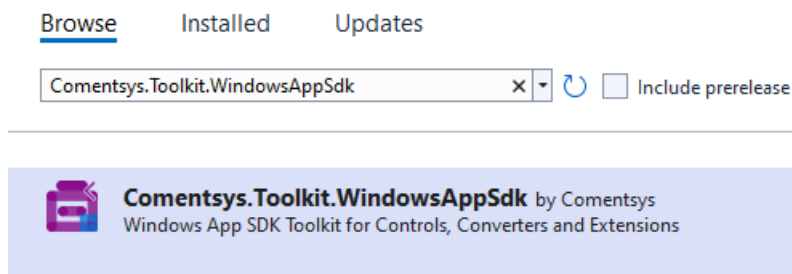 Browse Installed Updates
Comentsys.Toolkit.WindowsAppSdk
Include prerelease
Comentsys.Toolkit.WindowsAppSdk by Comentsys
Windows App SDK Toolkit for Controls, Converters and Extensions